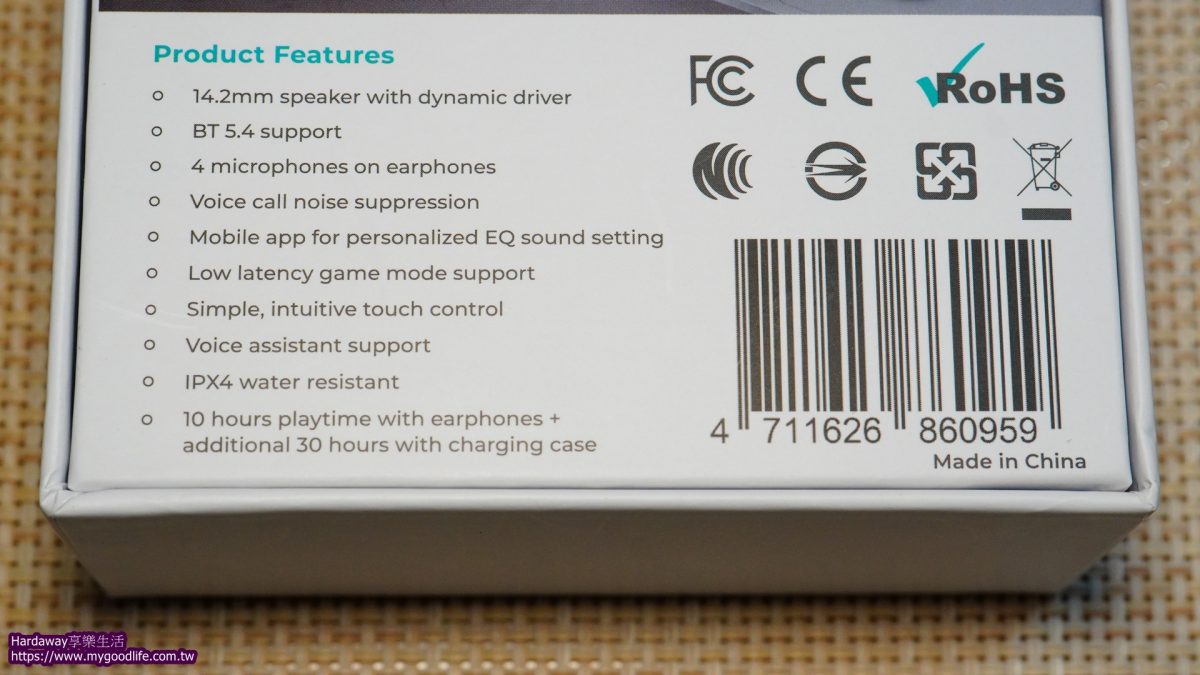 Product Features
14.2mm speaker with dynamic driver
BT 5.4 support
4 microphones on earphones
Voice call noise suppression
Mobile app for personalized EQ sound setting
Low latency game mode support
Simple, intuitive touch control
Voice assistant support
IPX4 water resistant
10 hours playtime with earphones +
additional 30 hours with charging case
FC CE RoHS
4 711626 860959
Made in China
Hardaway享樂生活
https://www.mygoodlife.com.tw